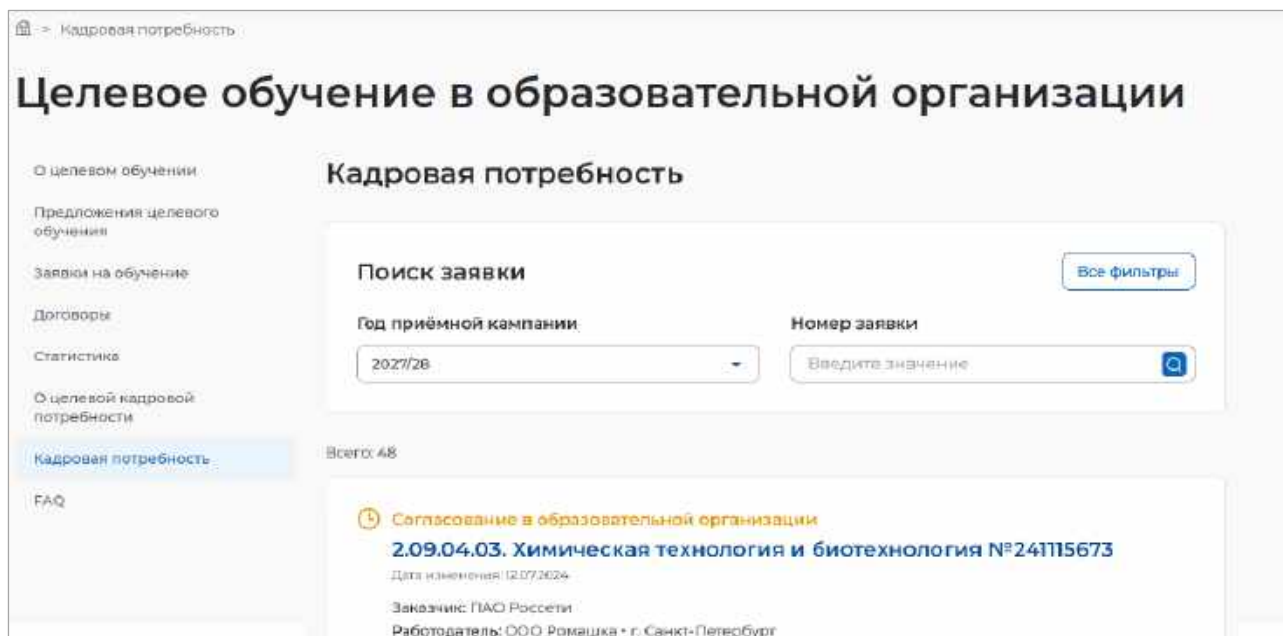 > Кадровая потребность
Целевое обучение в образовательной организации
О целевом обучении
Предложения целевого
обучения
Заявки на обучение
Договоры
Статистика
О целевой кадровой
потребности
Кадровая потребность
FAQ
Кадровая потребность
Поиск заявки
Все фильтры
Год приёмной кампании
Номер заявки
2027/28
Введите значение
Всего: 48
Согласование в образовательной организации
2.09.04.03. Химическая технология и биотехнология №241115673
Дата изменения: 12.07.2024
Заказчик: ПАО Россети
Работодатель: ООО Ромашка • г. Санкт-Петербург